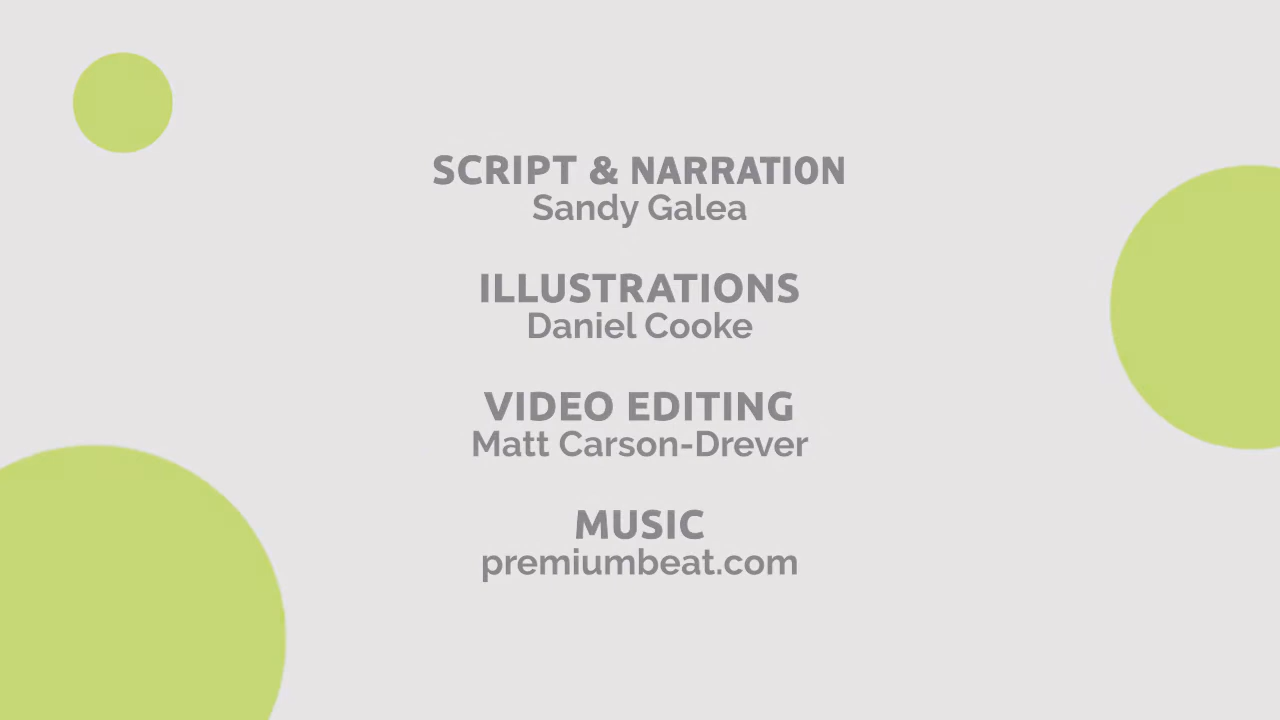 SCRIPT & NARRATION
Sandy Galea
ILLUSTRATIONS
Daniel Cooke
VIDEO EDITING
Matt Carson-Drever
MUSIC
premiumbeat.com